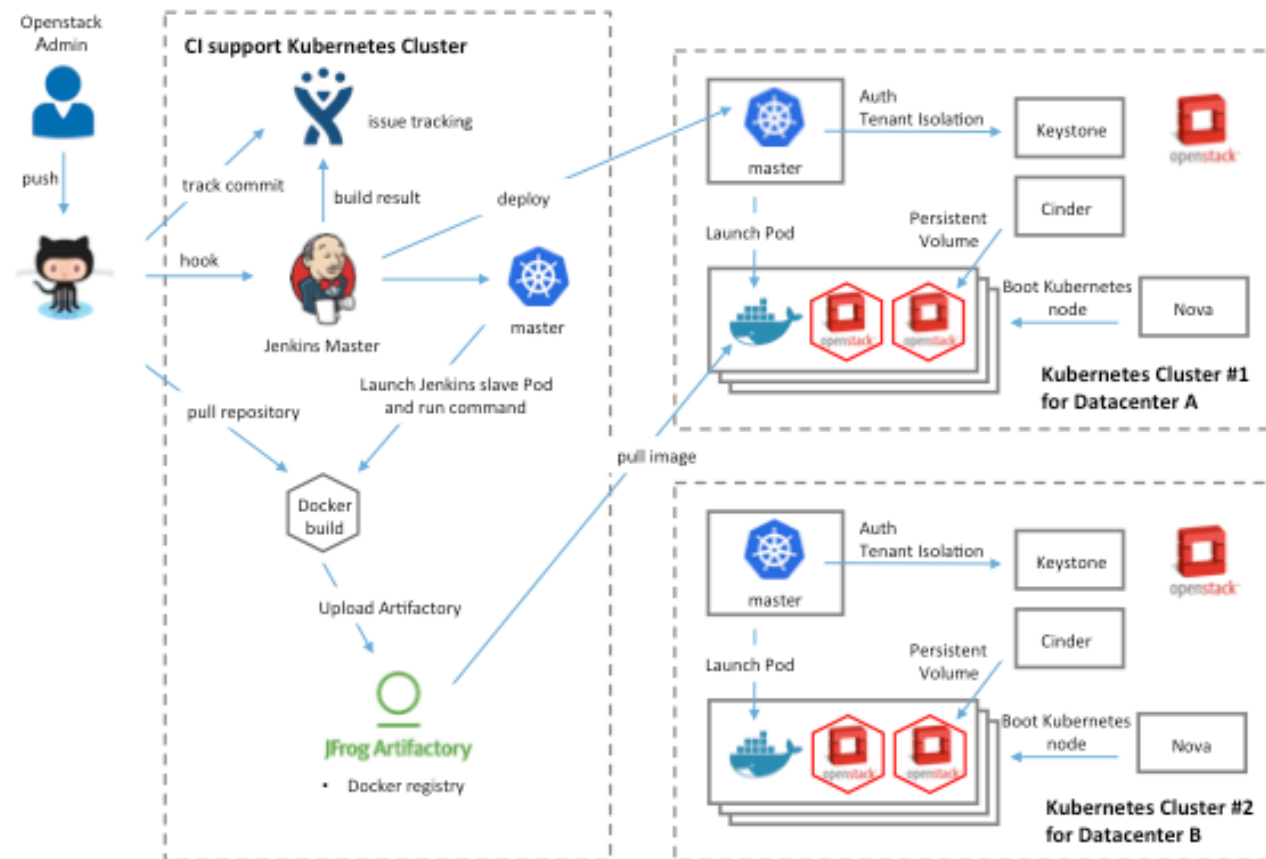 Openstack
Admin
push
CI support Kubernetes Cluster
issue tracking
track commit
build result
deploy
hook
Jenkins Master
master
Launch Jenkins slave Pod
and run command
pull repository
Docker
build
Upload Artifactory
JFrog Artifactory
• Docker registry
pull image
master
Auth
Tenant Isolation
Keystone
openstack
Cinder
Persistent
Volume
Launch Pod
openstack
openstack
Boot Kubernetes
node
Nova
Kubernetes Cluster #1
for Datacenter A
master
Auth
Tenant Isolation
Keystone
openstack
Cinder
Persistent
Volume
Launch Pod
openstack
openstack
Boot Kubernetes
node
Nova
Kubernetes Cluster #2
for Datacenter B